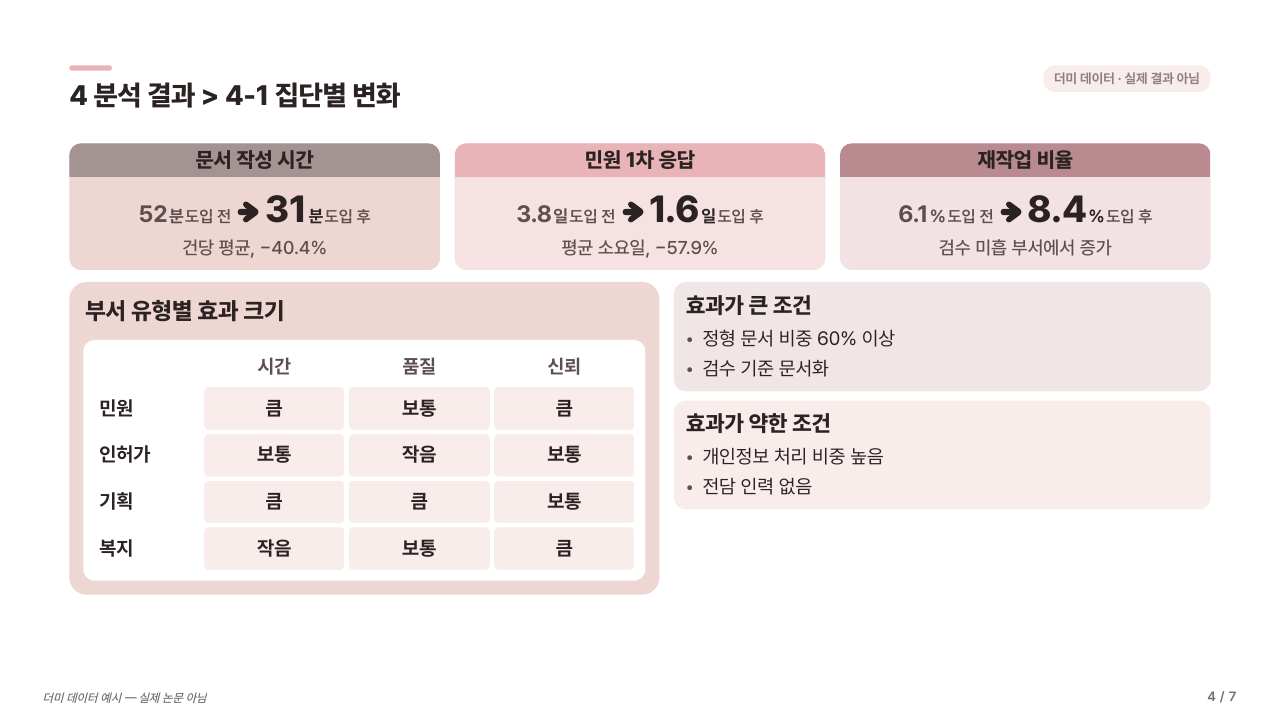 4 분석 결과 > 4-1 집단별 변화
더미 데이터 · 실제 결과 아님
문서 작성 시간
52분도입 전 ➜ 31분도입 후
건당 평균, −40.4%
민원 1차 응답
3.8일도입 전 ➜ 1.6일도입 후
평균 소요일, −57.9%
재작업 비율
6.1%도입 전 ➜ 8.4%도입 후
검수 미흡 부서에서 증가
부서 유형별 효과 크기
시간 품질 신뢰
민원 큼 보통 큼
인허가 보통 작음 보통
기획 큼 큼 보통
복지 작음 보통 큼
효과가 큰 조건
• 정형 문서 비중 60% 이상
• 검수 기준 문서화
효과가 약한 조건
• 개인정보 처리 비중 높음
• 전담 인력 없음
더미 데이터 예시 — 실제 논문 아님
4 / 7